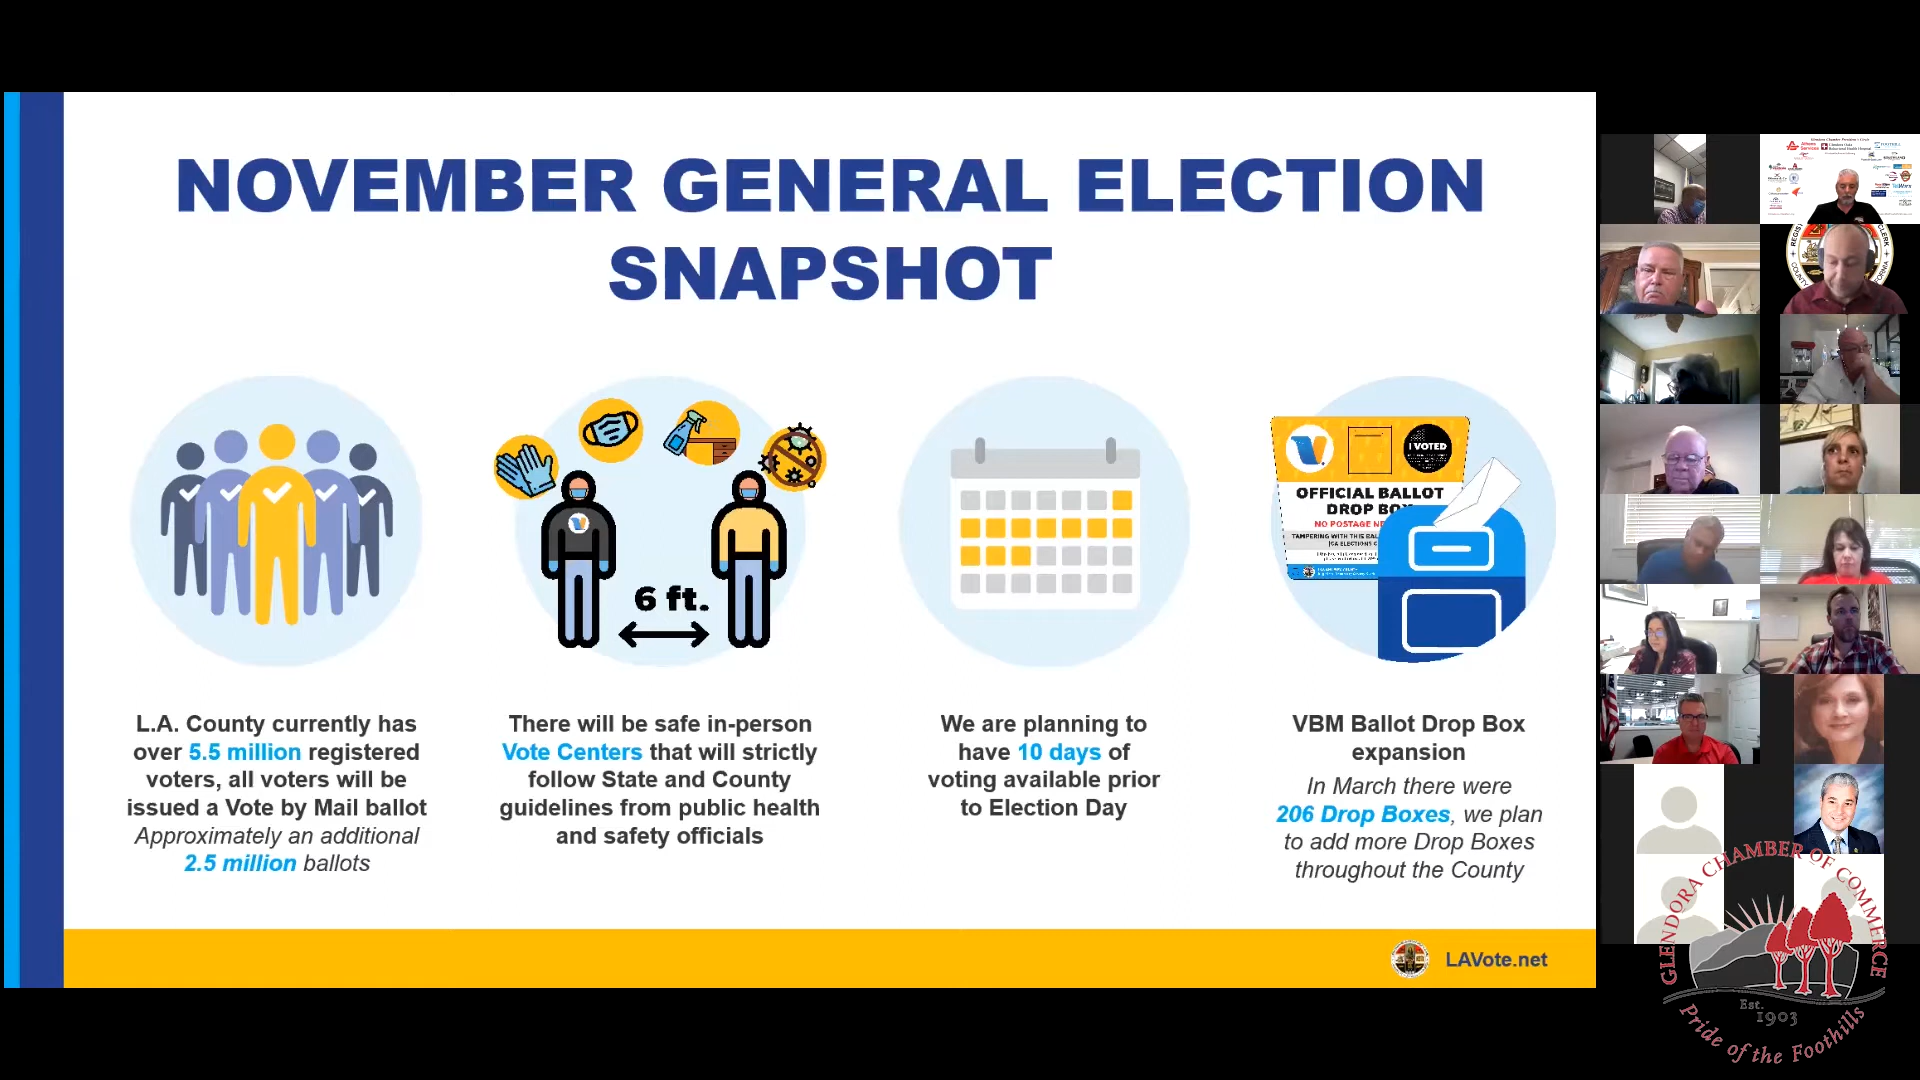 NOVEMBER GENERAL ELECTION
SNAPSHOT
6 ft.
I VOTED
OFFICIAL BALLOT
DROP BOX
NO POSTAGE
TAMPERING WITH THIS
L.A. County currently has
over 5.5 million registered
voters, all voters will be
issued a Vote by Mail ballot
Approximately an additional
2.5 million ballots
There will be safe in-person
Vote Centers that will strictly
follow State and County
guidelines from public health
and safety officials
We are planning to
have 10 days of
voting available prior
to Election Day
VBM Ballot Drop Box
expansion
In March there were
206 Drop Boxes, we plan
to add more Drop Boxes
throughout the County
LAVote.net
GLENDORA CHAMBER OF COMMERCE
Est.
1903
Pride of the Foothills